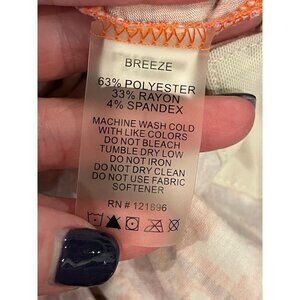 BREEZE
63% POLYESTER
33% RAYON
4% SPANDEX
MACHINE WASH COLD
WITH LIKE COLORS
DO NOT BLEACH
TUMBLE DRY LOW
DO NOT IRON
DO NOT DRY CLEAN
DO NOT USE FABRIC
SOFTENER
RN # 121896